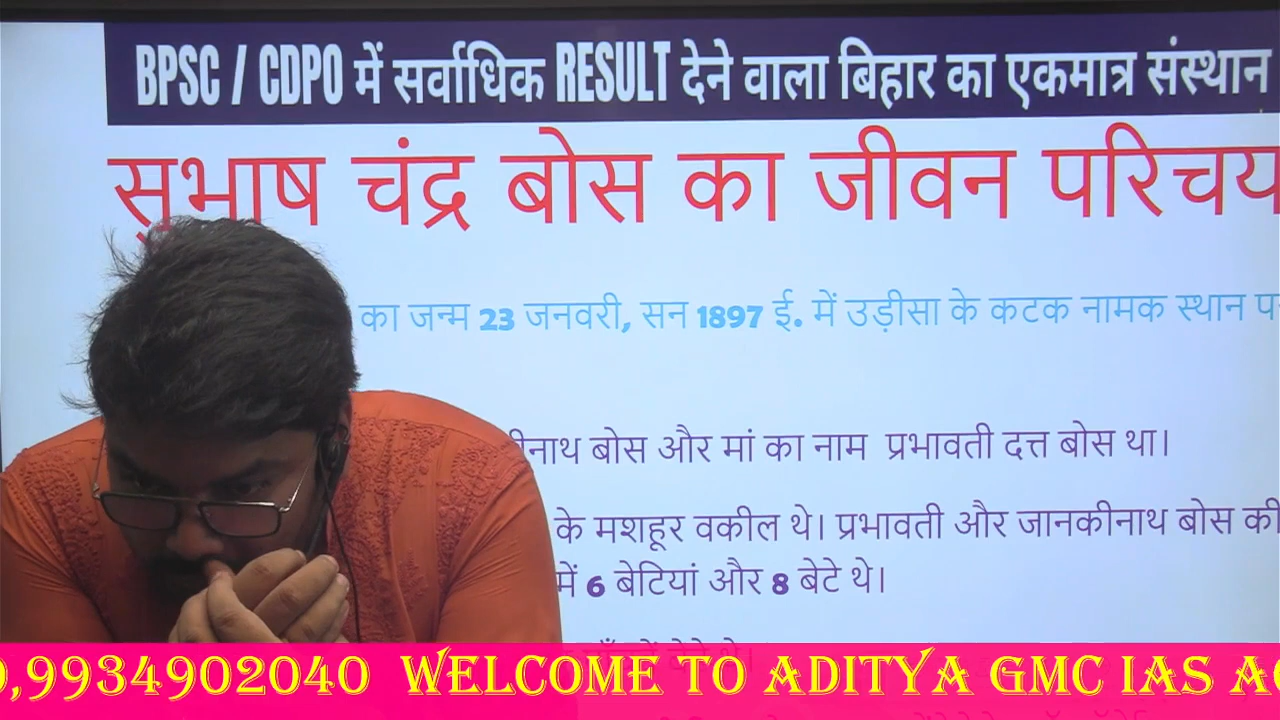 BPSC / CDPO में सर्वाधिक RESULT देने वाला बिहार का एकमात्र संस्थान
सुभाष चंद्र बोस का जीवन परिचय
का जन्म 23 जनवरी, सन 1897 ई. में उड़ीसा के कटक नामक स्थान
बोस और मां का नाम प्रभावती दत्त बोस था।
के मशहूर वकील थे। प्रभावती और जानकीनाथ बोस की
में 6 बेटियां और 8 बेटे थे।
,9934902040 WELCOME TO ADITYA GMC IAS